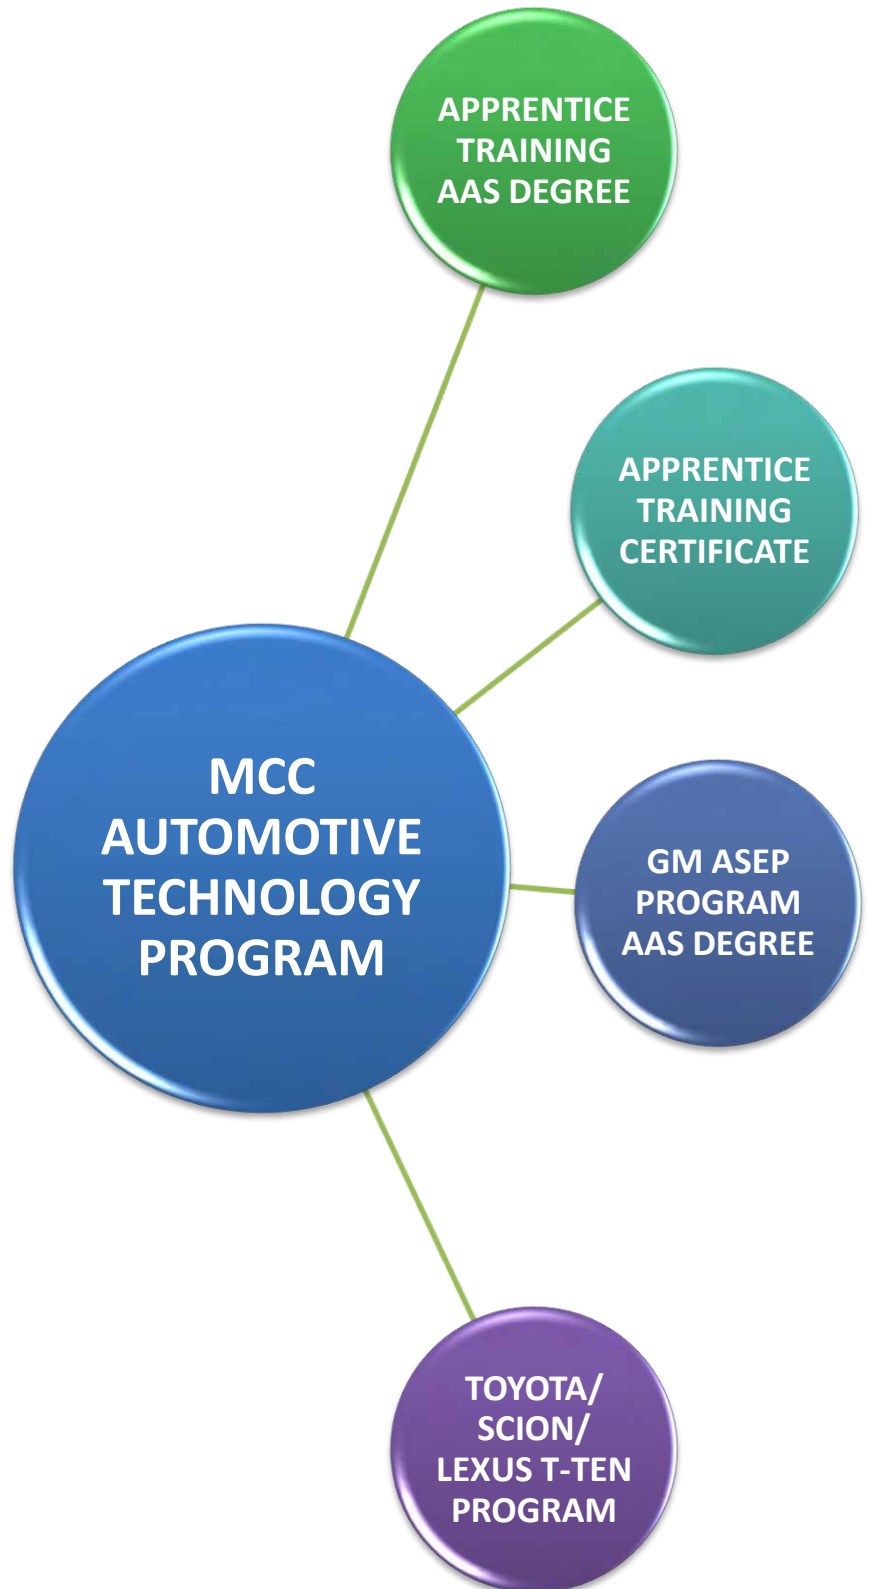 APPRENTICE
TRAINING
AAS DEGREE
APPRENTICE
TRAINING
CERTIFICATE
MCC
AUTOMOTIVE
TECHNOLOGY
PROGRAM
GM ASEP
PROGRAM
AAS DEGREE
TOYOTA/
SCION/
LEXUS T-TEN
PROGRAM